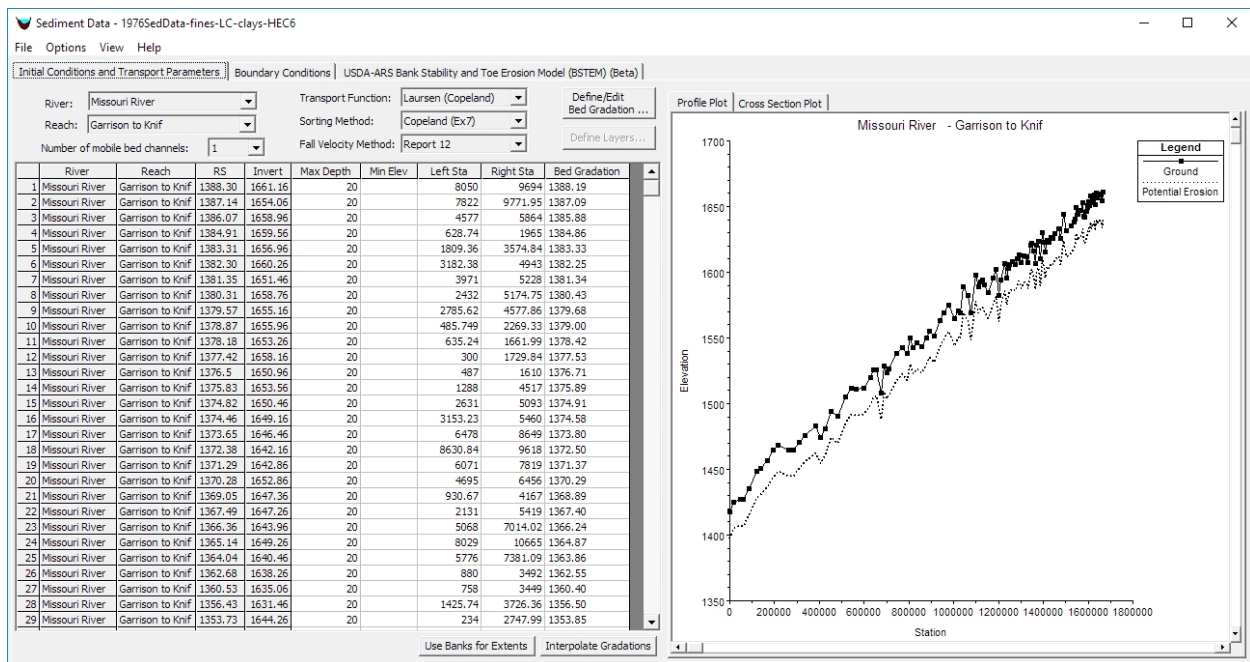 Sediment Data - 1976SedData-fines-LC-clays-HEC6
File Options View Help
Initial Conditions and Transport Parameters Boundary Conditions USDA-ARS Bank Stability and Toe Erosion Model (BSTEM) (Beta)
River: Missouri River Transport Function: Laursen (Copeland) Define/Edit
Bed Gradation ...
Reach: Garrison to Knif Sorting Method: Copeland (Ex7)
Number of mobile bed channels: 1 Fall Velocity Method: Report 12 Define Layers...
River Reach RS Invert Max Depth Min Elev Left Sta Right Sta Bed Gradation
1 Missouri River Garrison to Knif 1388.30 1661.16 20 8050 9694 1388.19
2 Missouri River Garrison to Knif 1387.14 1654.06 20 7822 9771.95 1387.09
3 Missouri River Garrison to Knif 1386.07 1658.96 20 4577 5864 1385.88
4 Missouri River Garrison to Knif 1384.91 1659.56 20 628.74 1965 1384.86
5 Missouri River Garrison to Knif 1383.31 1656.96 20 1809.36 3574.84 1383.33
6 Missouri River Garrison to Knif 1382.30 1660.26 20 3182.38 4943 1382.25
7 Missouri River Garrison to Knif 1381.35 1651.46 20 3971 5228 1381.34
8 Missouri River Garrison to Knif 1380.31 1658.76 20 2432 5174.75 1380.43
9 Missouri River Garrison to Knif 1379.57 1655.16 20 2785.62 4577.86 1379.68
10 Missouri River Garrison to Knif 1378.87 1655.96 20 485.749 2269.33 1379.00
11 Missouri River Garrison to Knif 1378.18 1653.26 20 635.24 1661.99 1378.42
12 Missouri River Garrison to Knif 1377.42 1658.16 20 300 1729.84 1377.53
13 Missouri River Garrison to Knif 1376.5 1650.96 20 487 1610 1376.71
14 Missouri River Garrison to Knif 1375.83 1653.56 20 1288 4517 1375.89
15 Missouri River Garrison to Knif 1374.82 1650.46 20 2631 5093 1374.91
16 Missouri River Garrison to Knif 1374.46 1649.16 20 3153.23 5460 1374.58
17 Missouri River Garrison to Knif 1373.65 1646.46 20 6478 8649 1373.80
18 Missouri River Garrison to Knif 1372.38 1642.16 20 8630.84 9618 1372.50
19 Missouri River Garrison to Knif 1371.29 1642.86 20 6071 7819 1371.37
20 Missouri River Garrison to Knif 1370.28 1652.86 20 4695 6456 1370.29
21 Missouri River Garrison to Knif 1369.05 1647.36 20 930.67 4167 1368.89
22 Missouri River Garrison to Knif 1367.49 1647.26 20 2131 5419 1367.40
23 Missouri River Garrison to Knif 1366.36 1643.96 20 5068 7014.02 1366.24
24 Missouri River Garrison to Knif 1365.14 1649.26 20 8029 10665 1364.87
25 Missouri River Garrison to Knif 1364.04 1640.46 20 5776 7381.09 1363.86
26 Missouri River Garrison to Knif 1362.68 1638.26 20 880 3492 1362.55
27 Missouri River Garrison to Knif 1360.53 1635.06 20 758 3449 1360.40
28 Missouri River Garrison to Knif 1356.43 1631.46 20 1425.74 3726.36 1356.50
29 Missouri River Garrison to Knif 1353.73 1644.26 20 234 2747.99 1353.85
Use Banks for Extents Interpolate Gradations
Profile Plot Cross Section Plot
Missouri River - Garrison to Knif
Legend
Ground
Potential Erosion
1700
1650
1600
1550
1500
1450
1400
1350
Elevation
0 200000 400000 600000 800000 1000000 1200000 1400000 1600000 1800000
Station